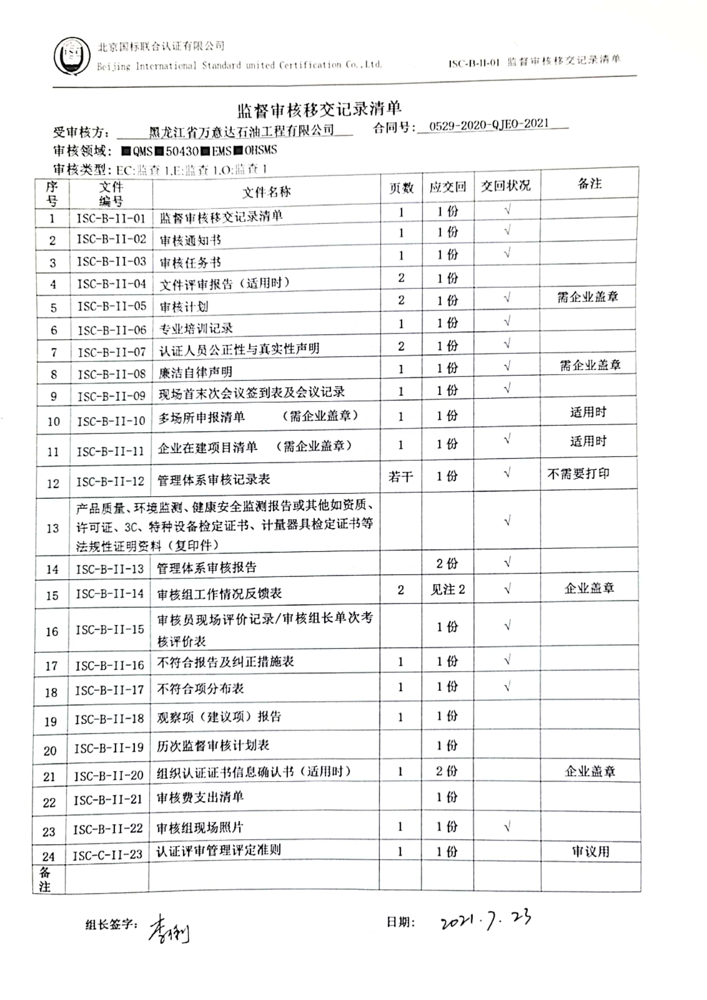 ISC
北京国标联合认证有限公司
Beijing International Standard united Certification Co.,Ltd.
ISC-B-II-01 监督审核移交记录清单
监督审核移交记录清单
受审核方： 黑龙江省万意达石油工程有限公司 合同号： 0529-2020-QJEO-2021
审核领域：■QMS■50430■EMS■OHSMS
审核类型：EC:监查1,E:监查1,O:监查1
序号 文件编号 文件名称 页数 应交回 交回状况 备注
1 ISC-B-II-01 监督审核移交记录清单 1 1份 √
2 ISC-B-II-02 审核通知书 1 1份 √
3 ISC-B-II-03 审核任务书 1 1份 √
4 ISC-B-II-04 文件评审报告（适用时） 2 1份
5 ISC-B-II-05 审核计划 2 1份 √ 需企业盖章
6 ISC-B-II-06 专业培训记录 1 1份 √
7 ISC-B-II-07 认证人员公正性与真实性声明 2 1份 √
8 ISC-B-II-08 廉洁自律声明 1 1份 √ 需企业盖章
9 ISC-B-II-09 现场首末次会议签到表及会议记录 1 1份 √
10 ISC-B-II-10 多场所申报清单 （需企业盖章） 1 1份 适用时
11 ISC-B-II-11 企业在建项目清单 （需企业盖章） 1 1份 √ 适用时
12 ISC-B-II-12 管理体系审核记录表 若干 1份 √ 不需要打印
13 产品质量、环境监测、健康安全监测报告或其他如资质、
许可证、3C、特种设备检定证书、计量器具检定证书等
法规性证明资料（复印件） √
14 ISC-B-II-13 管理体系审核报告 2份 √
15 ISC-B-II-14 审核组工作情况反馈表 2 见注2 √ 企业盖章
16 ISC-B-II-15 审核员现场评价记录/审核组长单次考
核评价表 1份 √
17 ISC-B-II-16 不符合报告及纠正措施表 1 1份 √
18 ISC-B-II-17 不符合项分布表 1 1份 √
19 ISC-B-II-18 观察项（建议项）报告 1 1份
20 ISC-B-II-19 历次监督审核计划表 1份
21 ISC-B-II-20 组织认证证书信息确认书（适用时） 1 2份 企业盖章
22 ISC-B-II-21 审核费支出清单 1份
23 ISC-B-II-22 审核组现场照片 1 1份 √
24 ISC-C-II-23 认证评审管理评定准则 1 1份 审议用
备注
组长签字： 李俐 日期： 2021.7.23